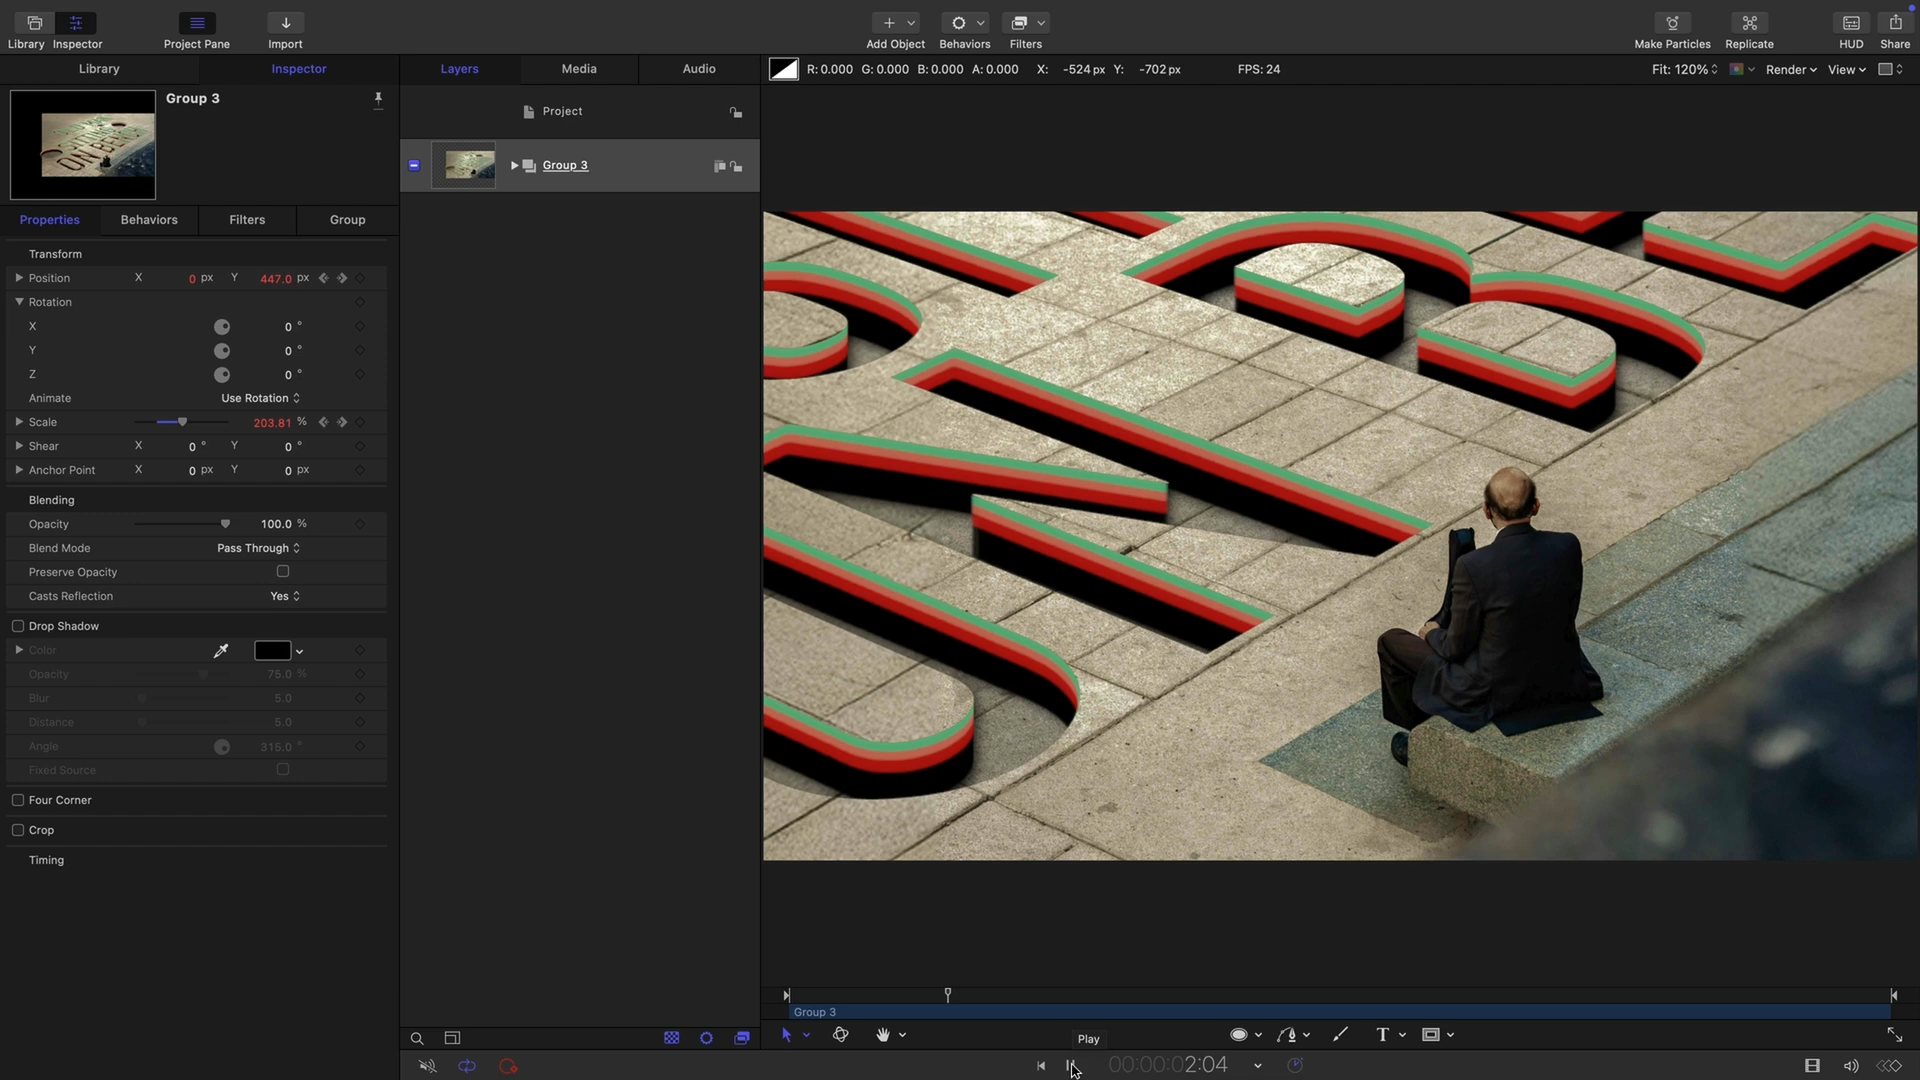 Library Inspector Project Pane Import Add Object Behaviors Filters Make Particles Replicate HUD Share
Library Inspector Layers Media Audio R: 0.000 G: 0.000 B: 0.000 A: 0.000 X: -524 px Y: -702 px FPS: 24 Fit: 120% Render View
Group 3
Project
Group 3
Properties Behaviors Filters Group
Transform
Position X 0 px Y 447.0 px
Rotation
X 0 °
Y 0 °
Z 0 °
Animate Use Rotation
Scale 203.81 %
Shear X 0 ° Y 0 °
Anchor Point X 0 px Y 0 px
Blending
Opacity 100.0 %
Blend Mode Pass Through
Preserve Opacity
Casts Reflection Yes
Drop Shadow
Color
Opacity 75.0 %
Blur 5.0
Distance 5.0
Angle 315.0 °
Fixed Source
Four Corner
Crop
Timing
Group 3
T
Play
00:00:02:04